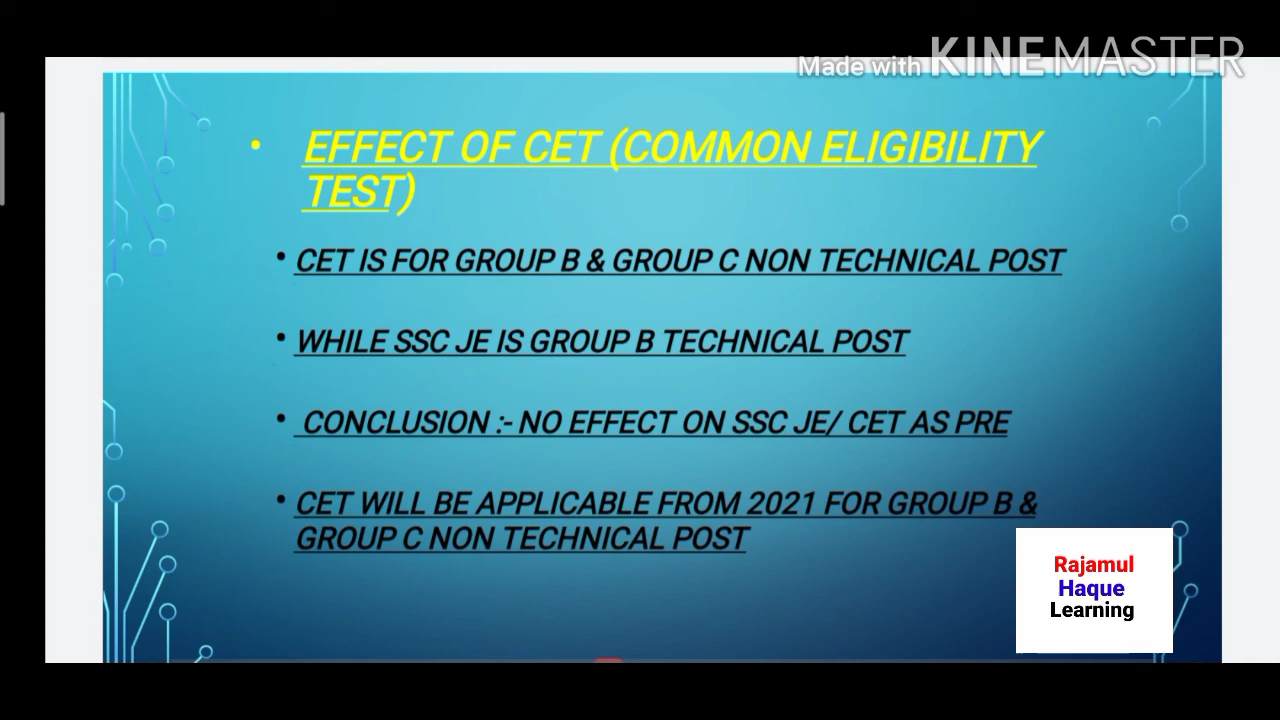 Made with KINEMASTER
• EFFECT OF CET (COMMON ELIGIBILITY
TEST)
• CET IS FOR GROUP B & GROUP C NON TECHNICAL POST
• WHILE SSC JE IS GROUP B TECHNICAL POST
• CONCLUSION :- NO EFFECT ON SSC JE/ CET AS PRE
• CET WILL BE APPLICABLE FROM 2021 FOR GROUP B &
GROUP C NON TECHNICAL POST
Rajamul
Haque
Learning